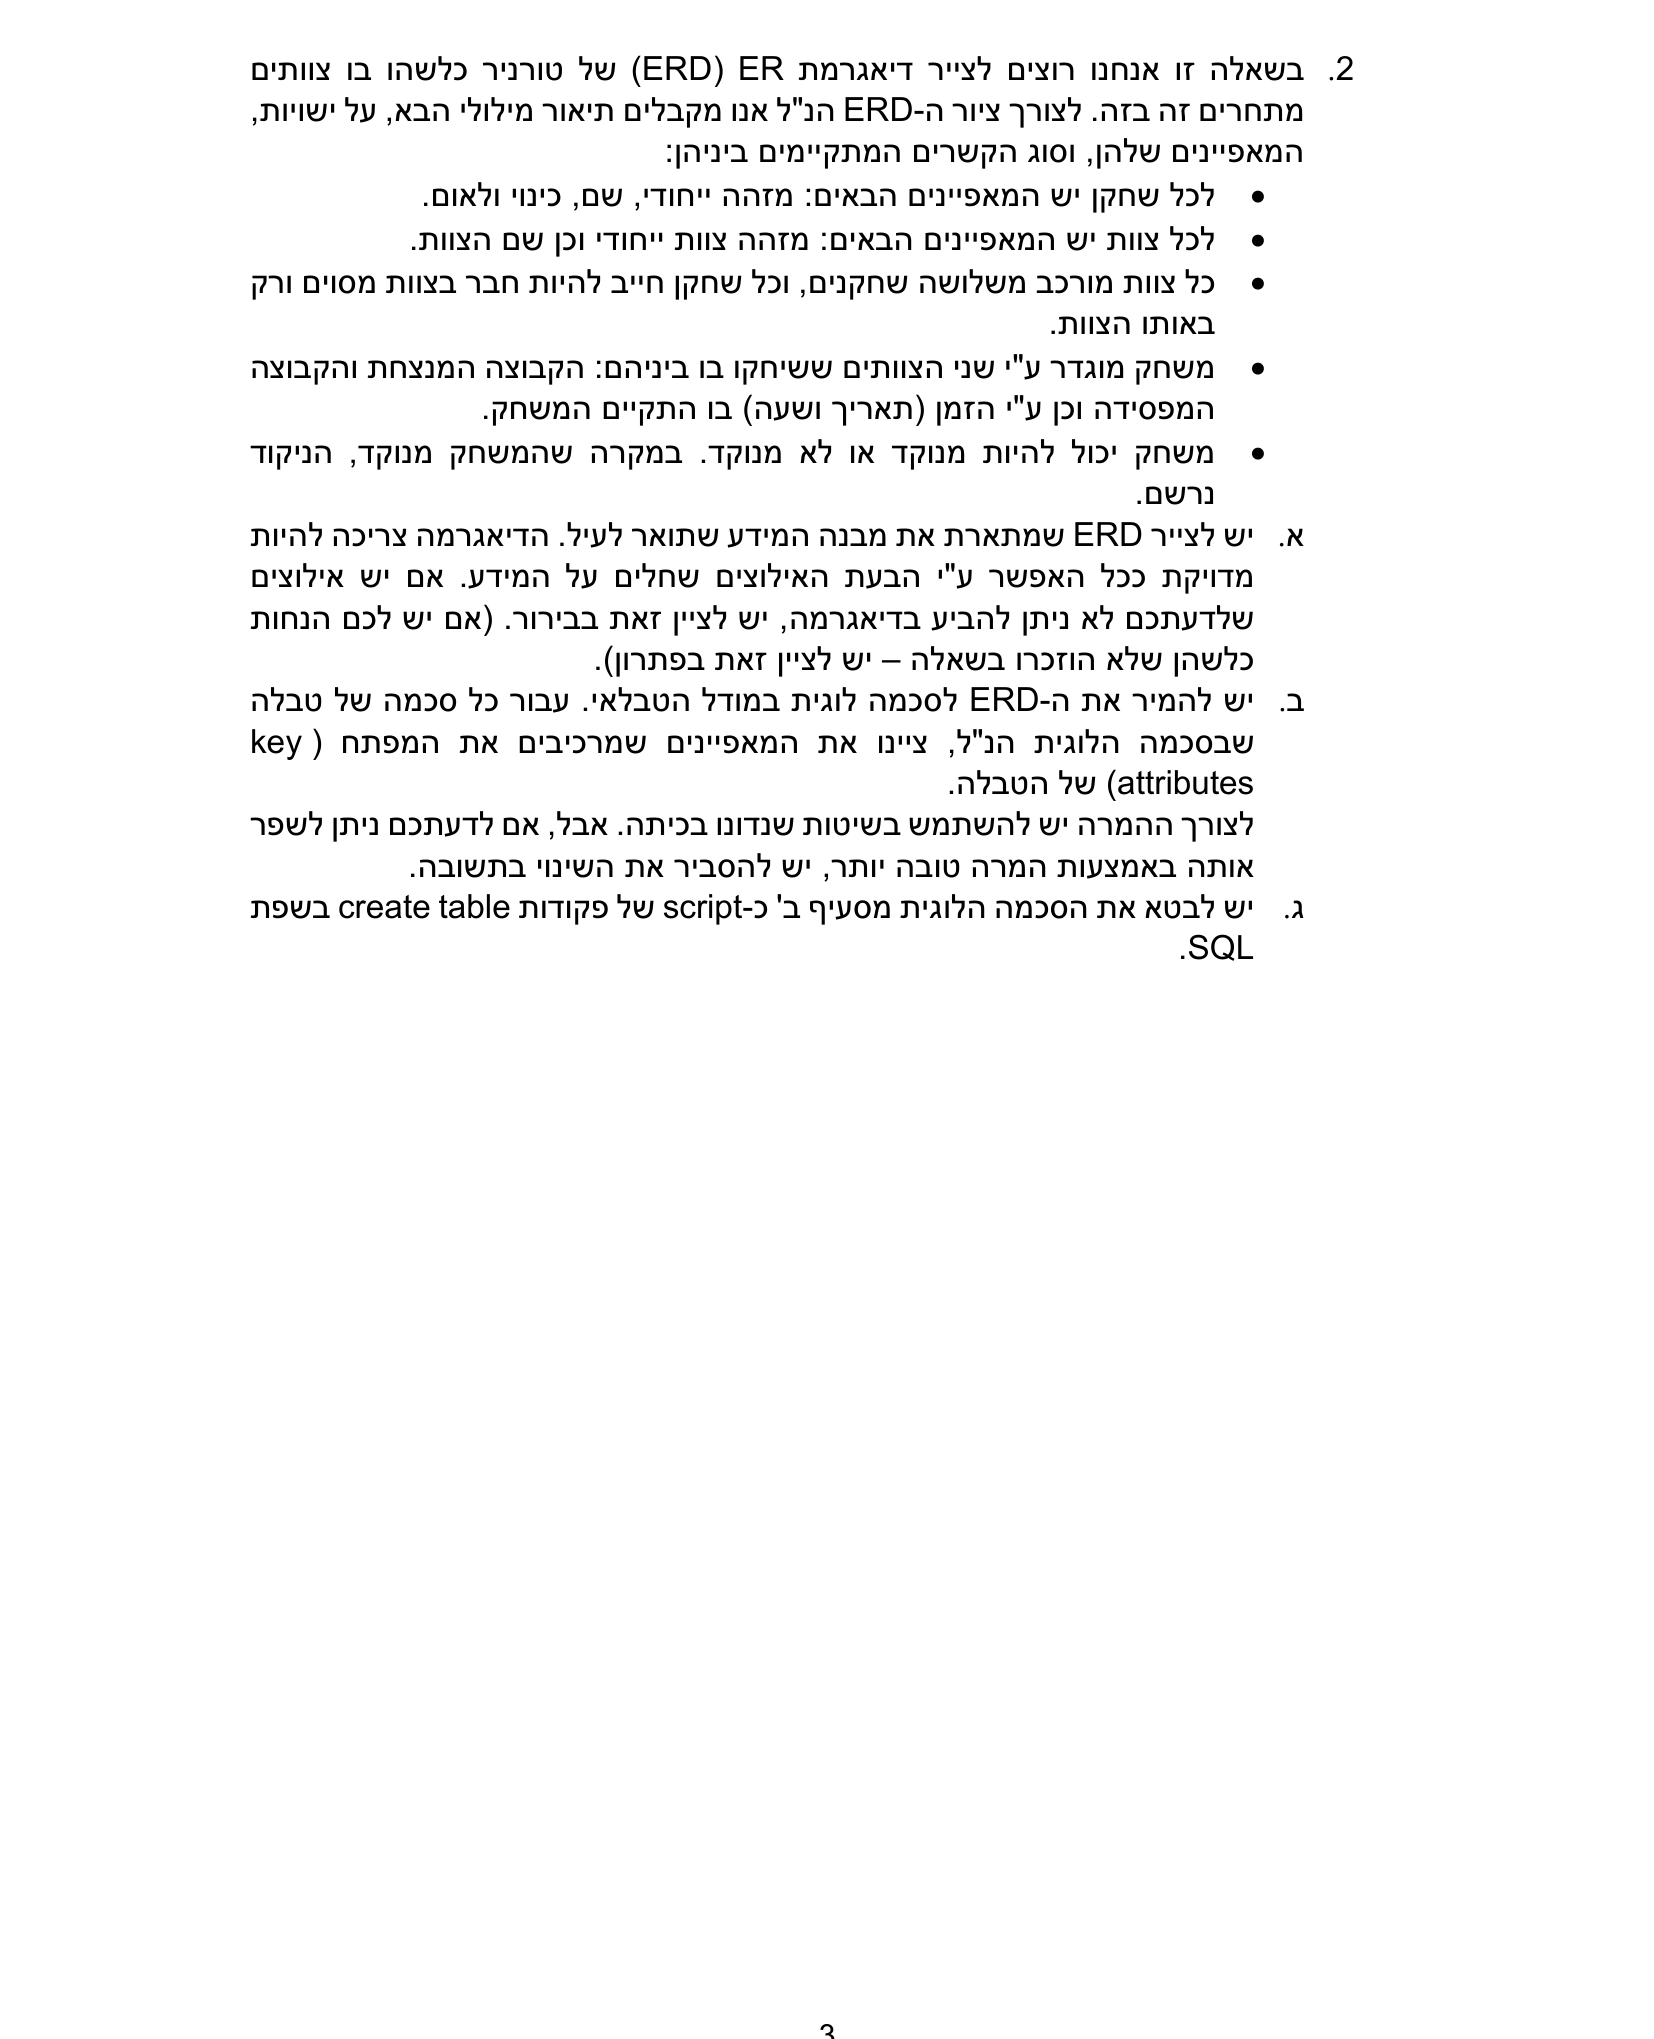 2. בשאלה זו אנחנו רוצים לצייר דיאגרמת ER (ERD) של טורניר כלשהו בו צוותים
מתחרים זה בזה. לצורך ציור ה-ERD הנ"ל אנו מקבלים תיאור מילולי הבא, על ישויות,
המאפיינים שלהן, וסוג הקשרים המתקיימים ביניהן:
• לכל שחקן יש המאפיינים הבאים: מזהה ייחודי, שם, כינוי ולאום.
• לכל צוות יש המאפיינים הבאים: מזהה צוות ייחודי וכן שם הצוות.
• כל צוות מורכב משלושה שחקנים, וכל שחקן חייב להיות חבר בצוות מסוים ורק
באותו הצוות.
• משחק מוגדר ע"י שני הצוותים ששיחקו בו ביניהם: הקבוצה המנצחת והקבוצה
המפסידה וכן ע"י הזמן (תאריך ושעה) בו התקיים המשחק.
• משחק יכול להיות מנוקד או לא מנוקד. במקרה שהמשחק מנוקד, הניקוד
נרשם.
א. יש לצייר ERD שמתארת את מבנה המידע שתואר לעיל. הדיאגרמה צריכה להיות
מדויקת ככל האפשר ע"י הבעת האילוצים שחלים על המידע. אם יש אילוצים
שלדעתכם לא ניתן להביע בדיאגרמה, יש לציין זאת בבירור. (אם יש לכם הנחות
כלשהן שלא הוזכרו בשאלה – יש לציין זאת בפתרון).
ב. יש להמיר את ה-ERD לסכמה לוגית במודל הטבלאי. עבור כל סכמה של טבלה
שבסכמה הלוגית הנ"ל, ציינו את המאפיינים שמרכיבים את המפתח (key
attributes) של הטבלה.
לצורך ההמרה יש להשתמש בשיטות שנדונו בכיתה. אבל, אם לדעתכם ניתן לשפר
אותה באמצעות המרה טובה יותר, יש להסביר את השינוי בתשובה.
ג. יש לבטא את הסכמה הלוגית מסעיף ב' כ-script של פקודות create table בשפת
SQL.
3